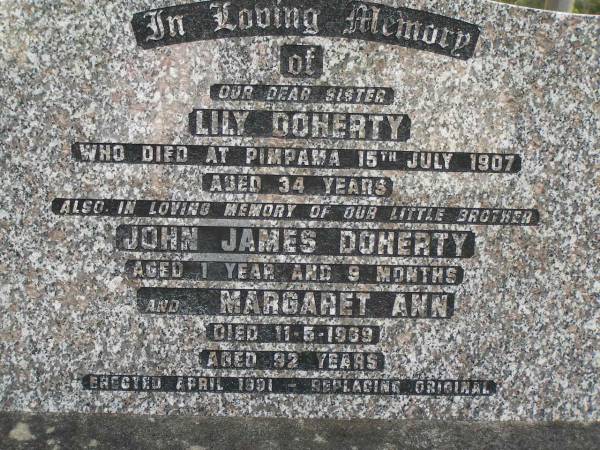 In Loving Memory
of
OUR DEAR SISTER
LILY DOHERTY
WHO DIED AT PIMPAMA 15TH JULY 1907
AGED 34 YEARS
ALSO IN LOVING MEMORY OF OUR LITTLE BROTHER
JOHN JAMES DOHERTY
AGED 1 YEAR AND 9 MONTHS
AND MARGARET ANN
DIED 11-5-1969
AGED 92 YEARS
ERECTED APRIL 1991 - REPLACING ORIGINAL